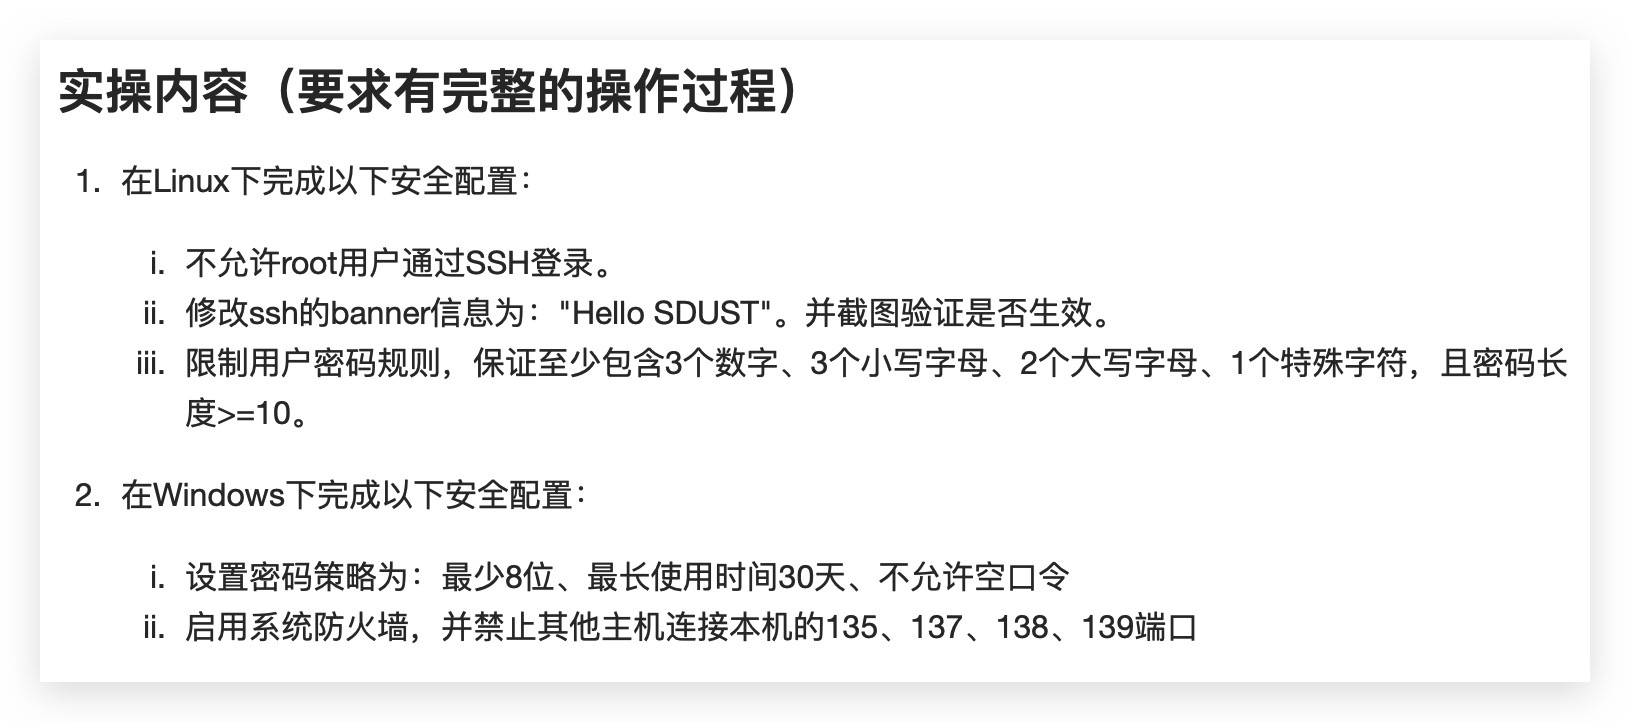 实操内容（要求有完整的操作过程）
1. 在Linux下完成以下安全配置：
i. 不允许root用户通过SSH登录。
ii. 修改ssh的banner信息为："Hello SDUST"。并截图验证是否生效。
iii. 限制用户密码规则，保证至少包含3个数字、3个小写字母、2个大写字母、1个特殊字符，且密码长
度>=10。
2. 在Windows下完成以下安全配置：
i. 设置密码策略为：最少8位、最长使用时间30天、不允许空口令
ii. 启用系统防火墙，并禁止其他主机连接本机的135、137、138、139端口